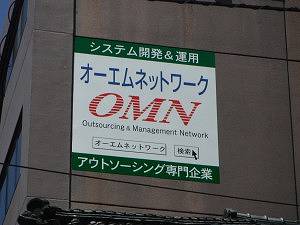 システム開発&運用
オーエムネットワーク
OMN
Outsourcing & Management Network
オーエムネットワーク 検索
アウトソーシング専門企業